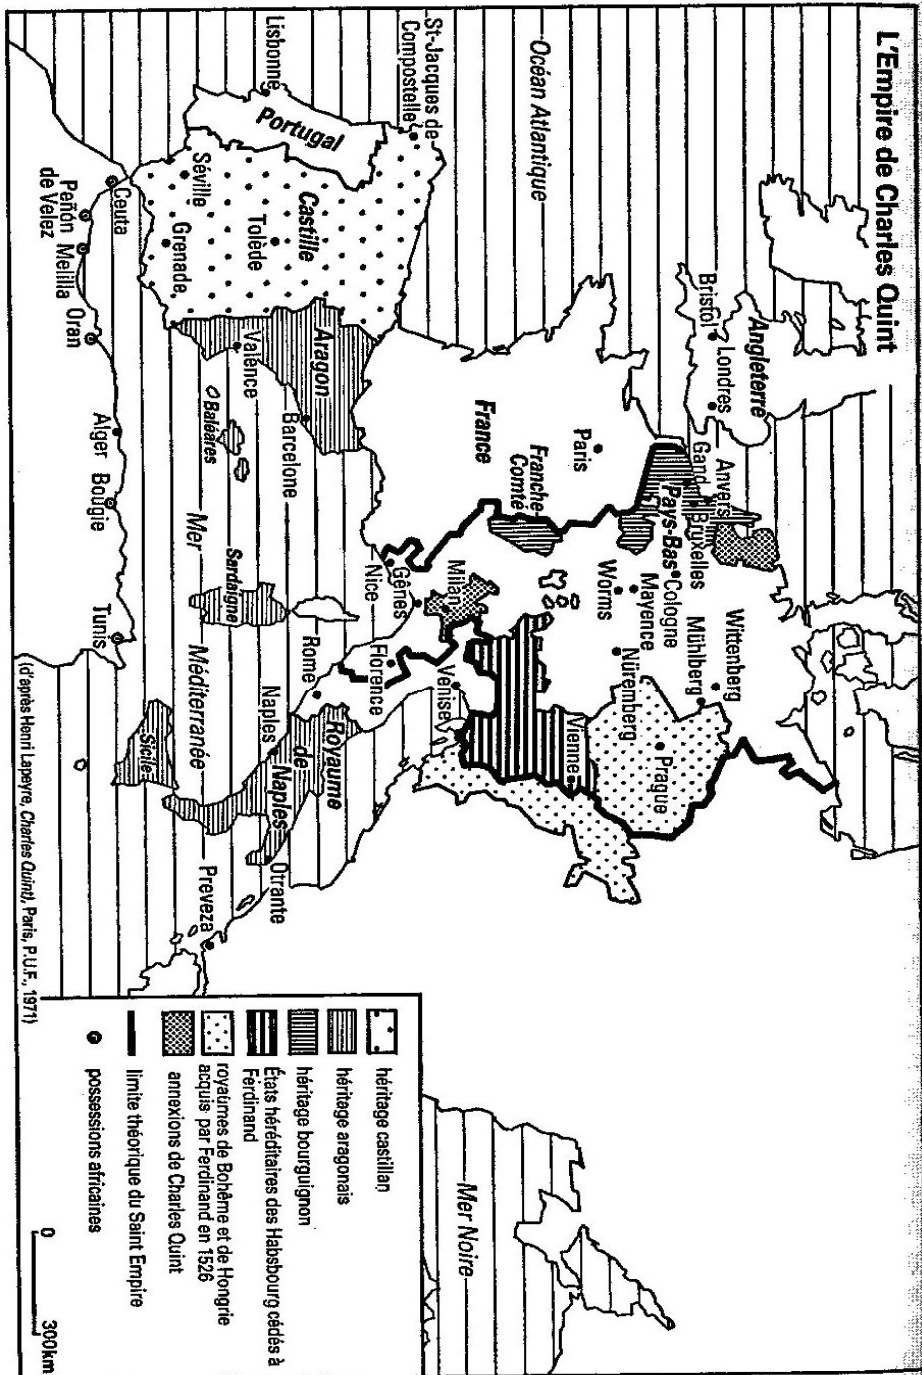 L'Empire de Charles Quint
Océan Atlantique
Angleterre
Bristol
Londres
Anvers
Gand
Bruxelles
Pays-Bas
Cologne
Mayence
Worms
Wittenberg
Mühlberg
Nüremberg
Prague
Vienne
Paris
France
Franche-
Comté
Milan
Gênes
Nice
Venise
Florence
Rome
Royaume
de
Naples
Naples
Otrante
Preveza
St-Jacques de
Compostelle
Lisbonne
Portugal
Castille
Tolède
Séville
Grenade
Aragon
Valence
Barcelone
Baléares
Sardaigne
Sicile
Mer Méditerranée
Mer Noire
Ceuta
Peñón
de Velez
Melilla
Oran
Alger
Bougie
Tunis
héritage castillan
héritage aragonais
héritage bourguignon
États héréditaires des Habsbourg cédés à
Ferdinand
royaumes de Bohême et de Hongrie
acquis par Ferdinand en 1526
annexions de Charles Quint
limite théorique du Saint Empire
possessions africaines
0 300km
(d'après Henri Lapeyre, Charles Quint), Paris, P.U.F., 1971)